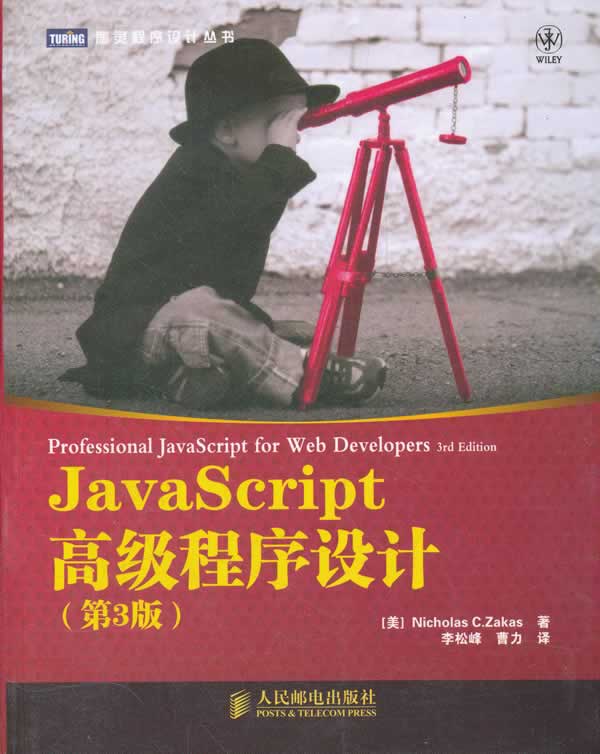 TURING 图灵程序设计丛书
WILEY
Professional JavaScript for Web Developers 3rd Edition
JavaScript
高级程序设计
（第3版）
［美］ Nicholas C.Zakas 著
李松峰 曹力 译
人民邮电出版社
POSTS & TELECOM PRESS